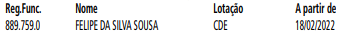 Reg.Func. Nome Lotação A partir de
889.759.0 FELIPE DA SILVA SOUSA CDE 18/02/2022